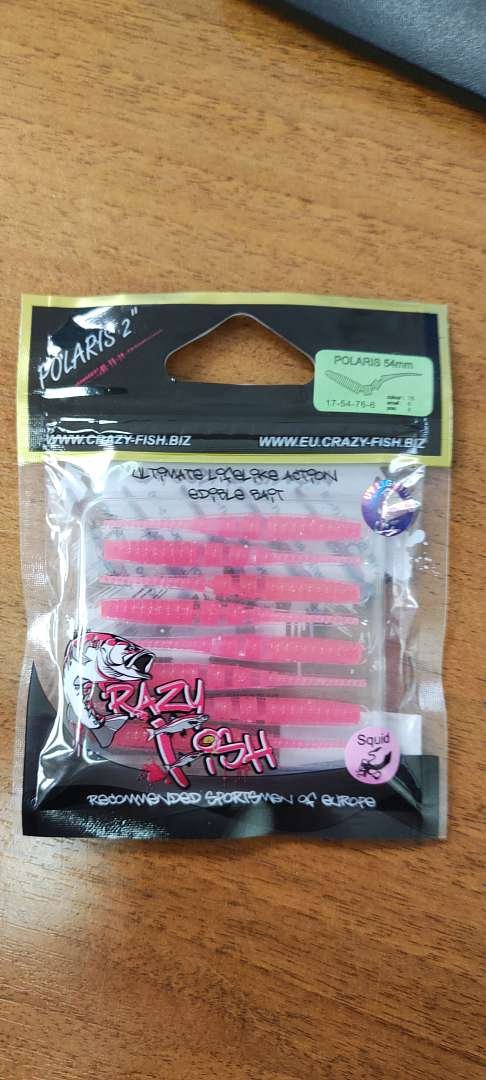 POLARIS 2"
POLARIS 54mm
17-54-76-6
WWW.CRAZY-FISH.BIZ
WWW.EU.CRAZY-FISH.BIZ
ULTIMATE LIFELIKE ACTION
EDIBLE BAIT
CRAZY
FISH
Squid
RECOMMENDED SPORTSMEN OF EUROPE